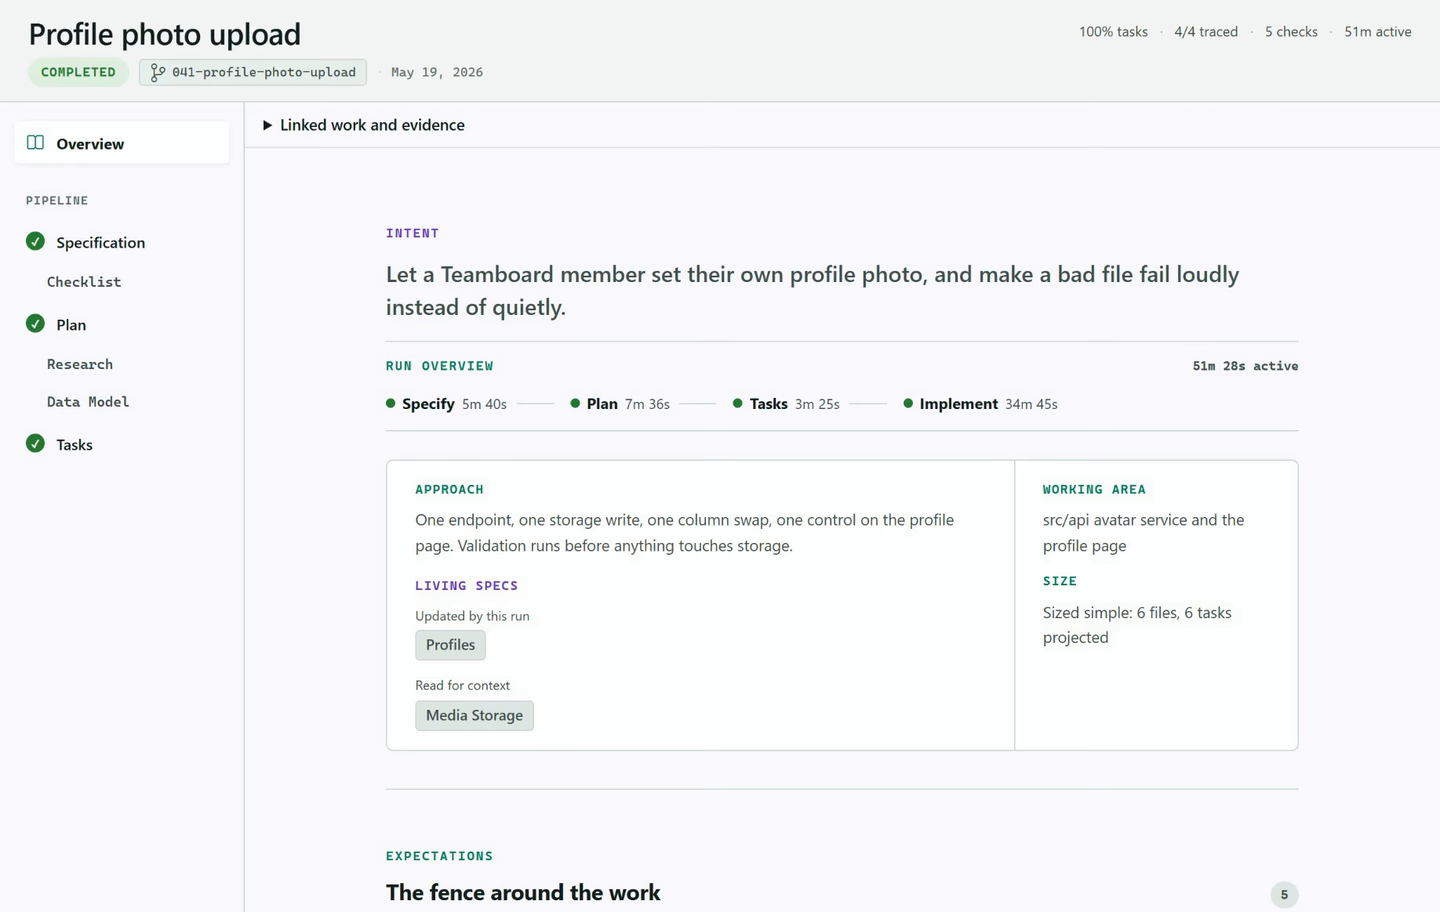 Profile photo upload
100% tasks · 4/4 traced · 5 checks · 51m active
COMPLETED 041-profile-photo-upload · May 19, 2026
Overview
PIPELINE
Specification
Checklist
Plan
Research
Data Model
Tasks
Linked work and evidence
INTENT
Let a Teamboard member set their own profile photo, and make a bad file fail loudly
instead of quietly.
RUN OVERVIEW 51m 28s active
Specify 5m 40s Plan 7m 36s Tasks 3m 25s Implement 34m 45s
APPROACH
One endpoint, one storage write, one column swap, one control on the profile
page. Validation runs before anything touches storage.
LIVING SPECS
Updated by this run
Profiles
Read for context
Media Storage
WORKING AREA
src/api avatar service and the
profile page
SIZE
Sized simple: 6 files, 6 tasks
projected
EXPECTATIONS
The fence around the work 5